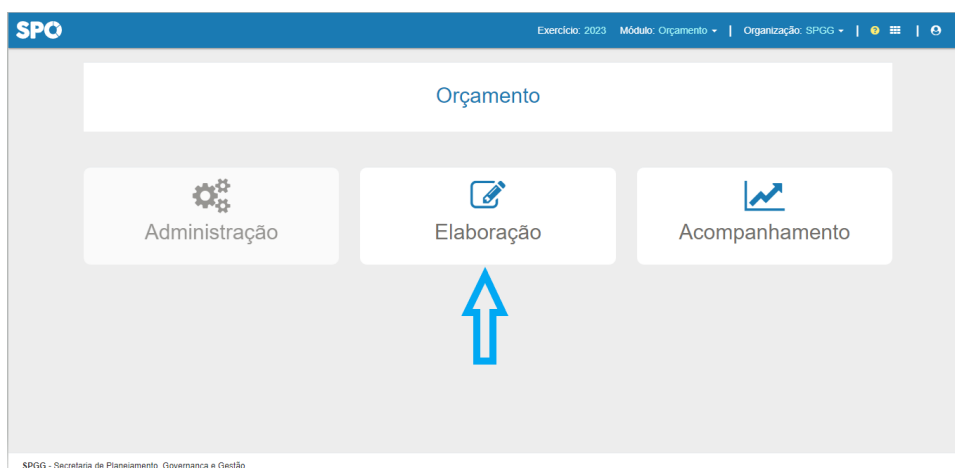 SPO Exercício: 2023 Módulo: Orçamento | Organização: SPGG | ? |
Orçamento
Administração Elaboração Acompanhamento
SPGG - Secretaria de Planejamento, Governança e Gestão